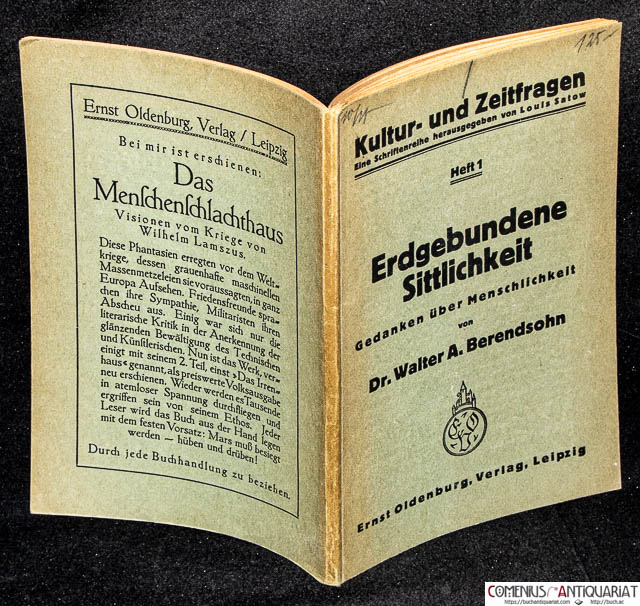 Ernst Oldenburg, Verlag / Leipzig
Bei mir ist erschienen:
Das
Menschenschlachthaus
Visionen vom Kriege von
Wilhelm Lamszus.
Diese Phantasien erregten vor dem Welt-
kriege, dessen grauenhafte maschinellen
Massenmetzeleien sie voraussagten, in ganz
Europa Aufsehen. Friedensfreunde spra-
chen ihre Sympathie, Militaristen ihren
Abscheu aus. Einig war sich nur die
literarische Kritik in der Anerkennung der
glänzenden Bewältigung des Technischen
und Künstlerischen. Nun ist das Werk, ver-
einigt mit seinem 2. Teil, einst »Das Irren-
haus« genannt, als preiswerte Volksausgabe
neu erschienen. Wieder werden es Tausende
in atemloser Spannung durchfliegen und
ergriffen sein von seinem Ethos. Jeder
Leser wird das Buch aus der Hand legen
mit dem festen Vorsatz: Mars muß besiegt
werden — hüben und drüben!
Durch jede Buchhandlung zu beziehen.
125.-
Kultur- und Zeitfragen
Eine Schriftenreihe herausgegeben von Louis Satow
Heft 1
Erdgebundene
Sittlichkeit
Gedanken über Menschlichkeit
von
Dr. Walter A. Berendsohn
EOVL
Ernst Oldenburg, Verlag, Leipzig
COMENIUS ANTIQUARIAT
https://buchantiquariat.com http://buch.ac